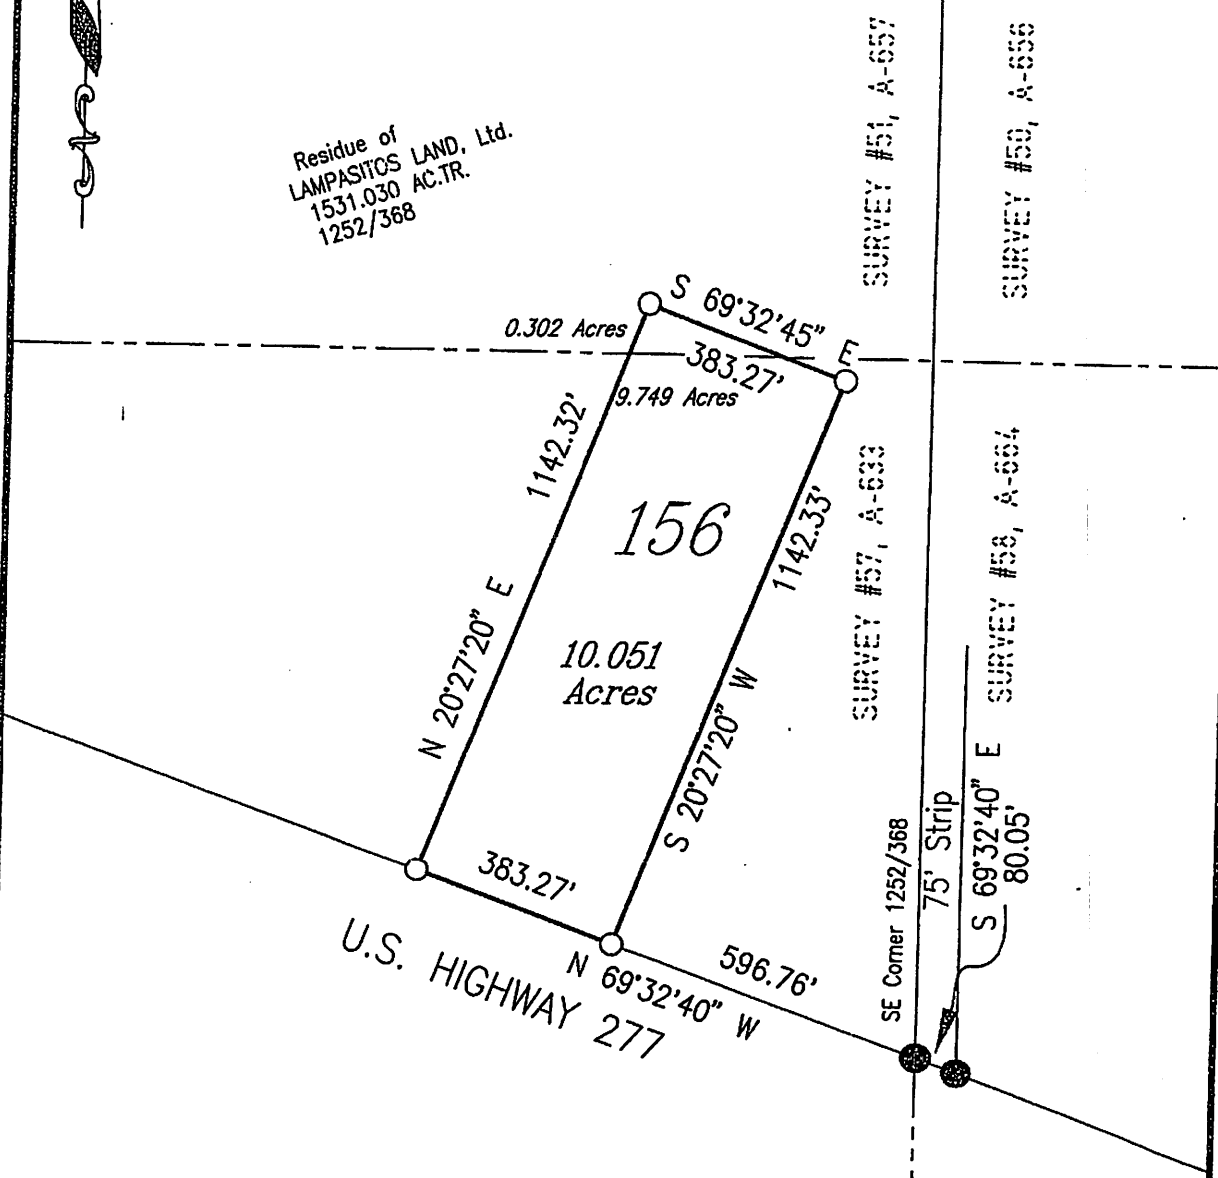 Residue of
LAMPASITOS LAND, Ltd.
1531.030 AC.TR.
1252/368
SURVEY #51, A-657
SURVEY #50, A-656
S 69°32'45" E
383.27'
0.302 Acres
9.749 Acres
1142.32'
N 20°27'20" E
156
10.051
Acres
1142.33'
S 20°27'20" W
SURVEY #57, A-633
SURVEY #58, A-664
383.27'
N 69°32'40" W
596.76'
U.S. HIGHWAY 277
SE Corner 1252/368
75' Strip
S 69°32'40" E
80.05'